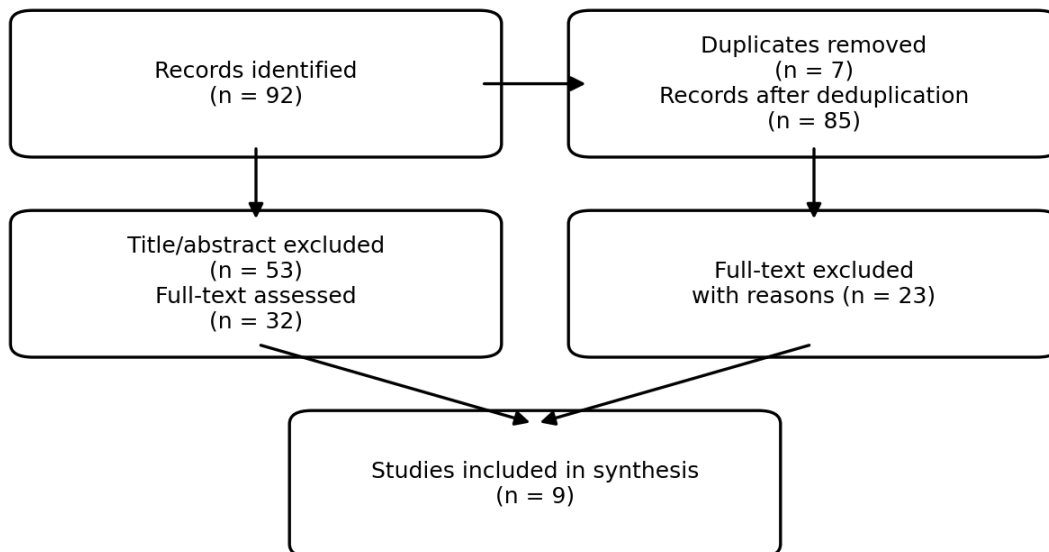 Records identified
(n = 92)
Duplicates removed
(n = 7)
Records after deduplication
(n = 85)
Title/abstract excluded
(n = 53)
Full-text assessed
(n = 32)
Full-text excluded
with reasons (n = 23)
Studies included in synthesis
(n = 9)